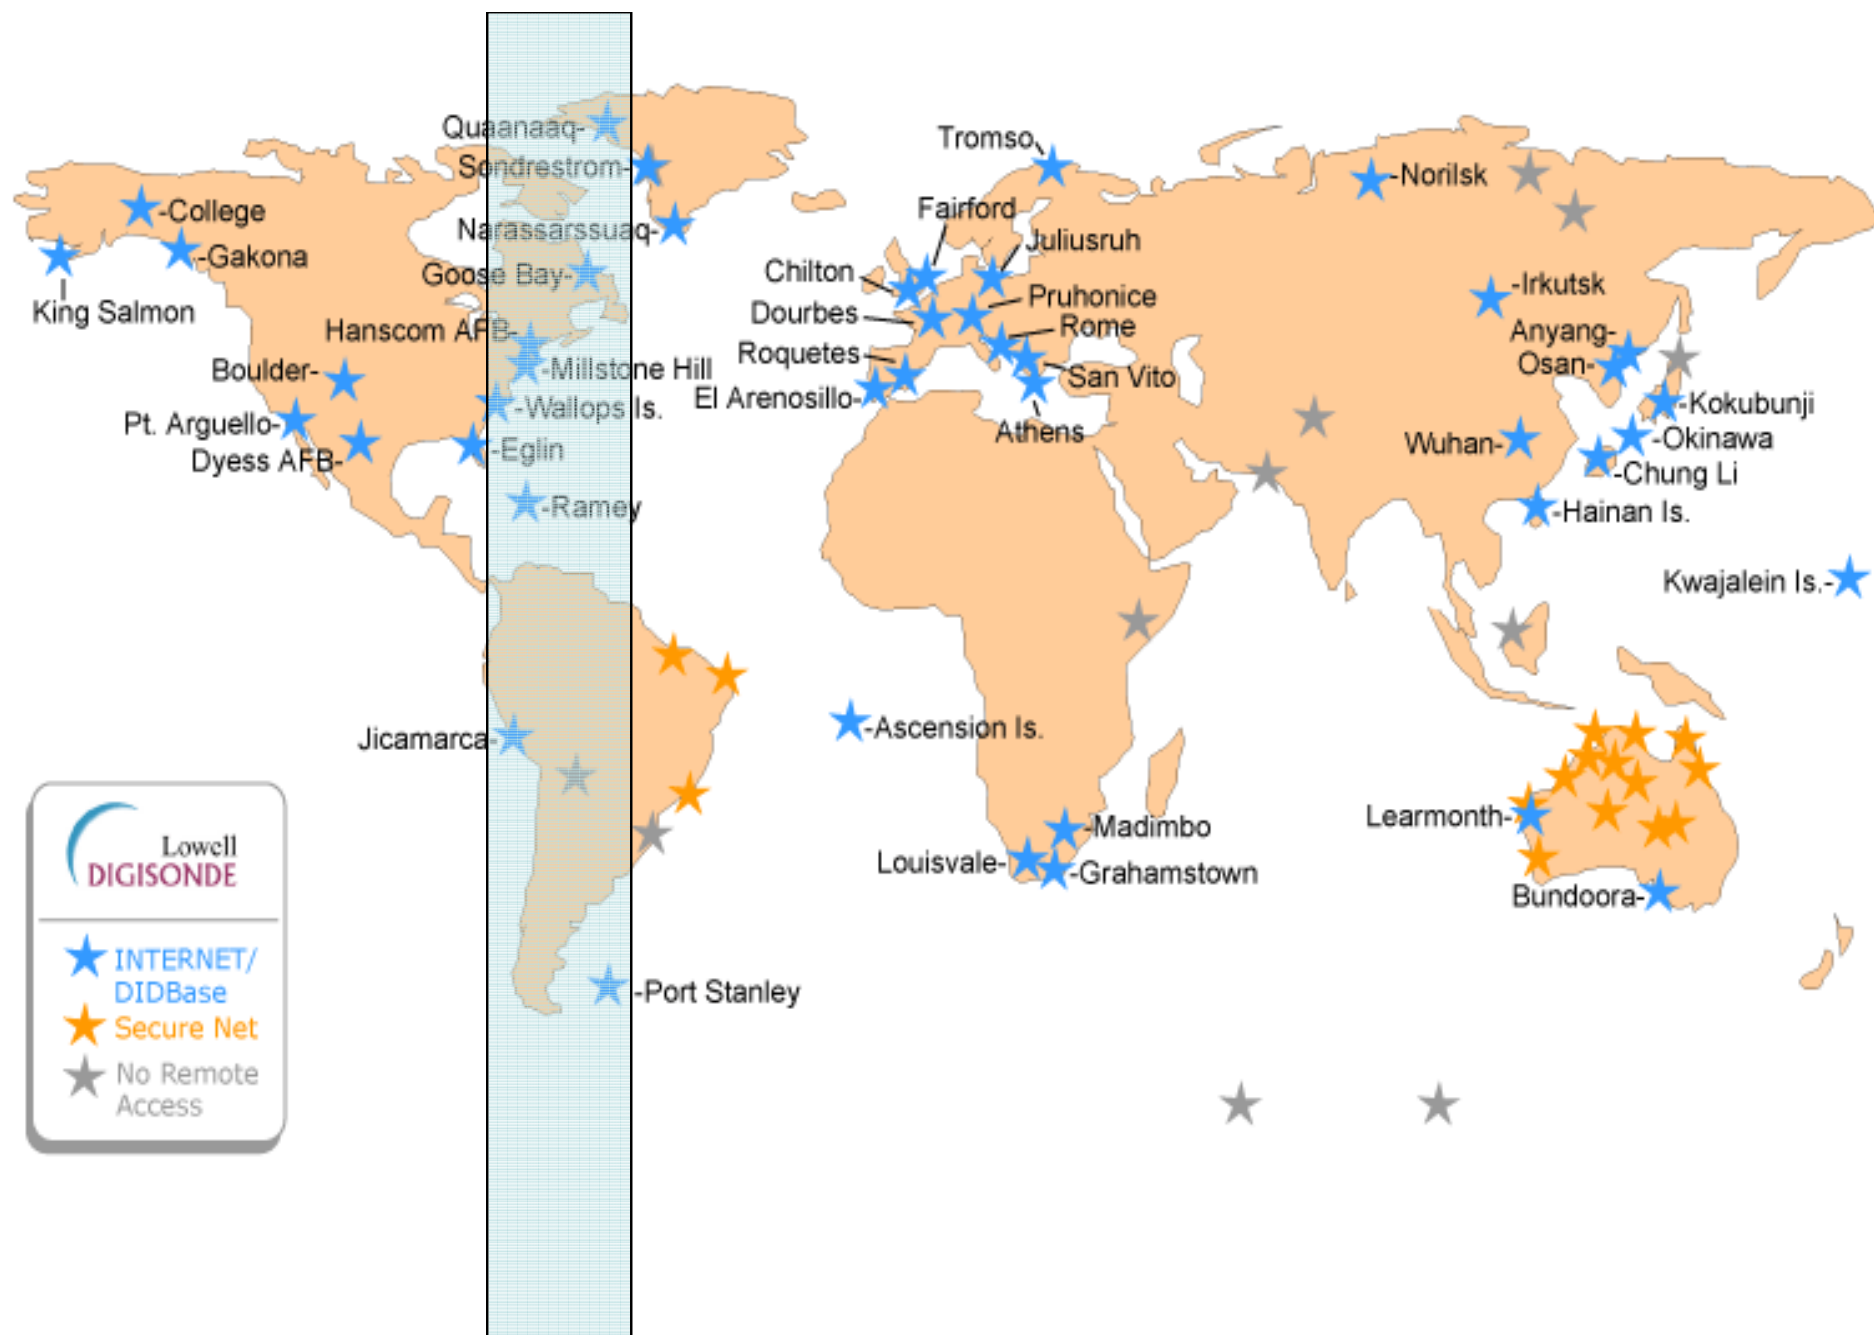 Quaanaaq-
Sondrestrom-
Narassarssuaq-
Goose Bay-
Hanscom AFB-
-Millstone Hill
-Wallops Is.
-Eglin
-Ramey
-College
-Gakona
King Salmon
Boulder-
Pt. Arguello-
Dyess AFB-
Jicamarca-
-Port Stanley
Tromso
Fairford
Juliusruh
Chilton
Pruhonice
Dourbes
Rome
Roquetes
San Vito
El Arenosillo-
Athens
-Norilsk
-Irkutsk
Anyang-
Osan-
-Kokubunji
Wuhan-
-Okinawa
-Chung Li
-Hainan Is.
Kwajalein Is.-
-Ascension Is.
-Madimbo
Louisvale-
-Grahamstown
Learmonth-
Bundoora-
Lowell
DIGISONDE
INTERNET/
DIDBase
Secure Net
No Remote
Access